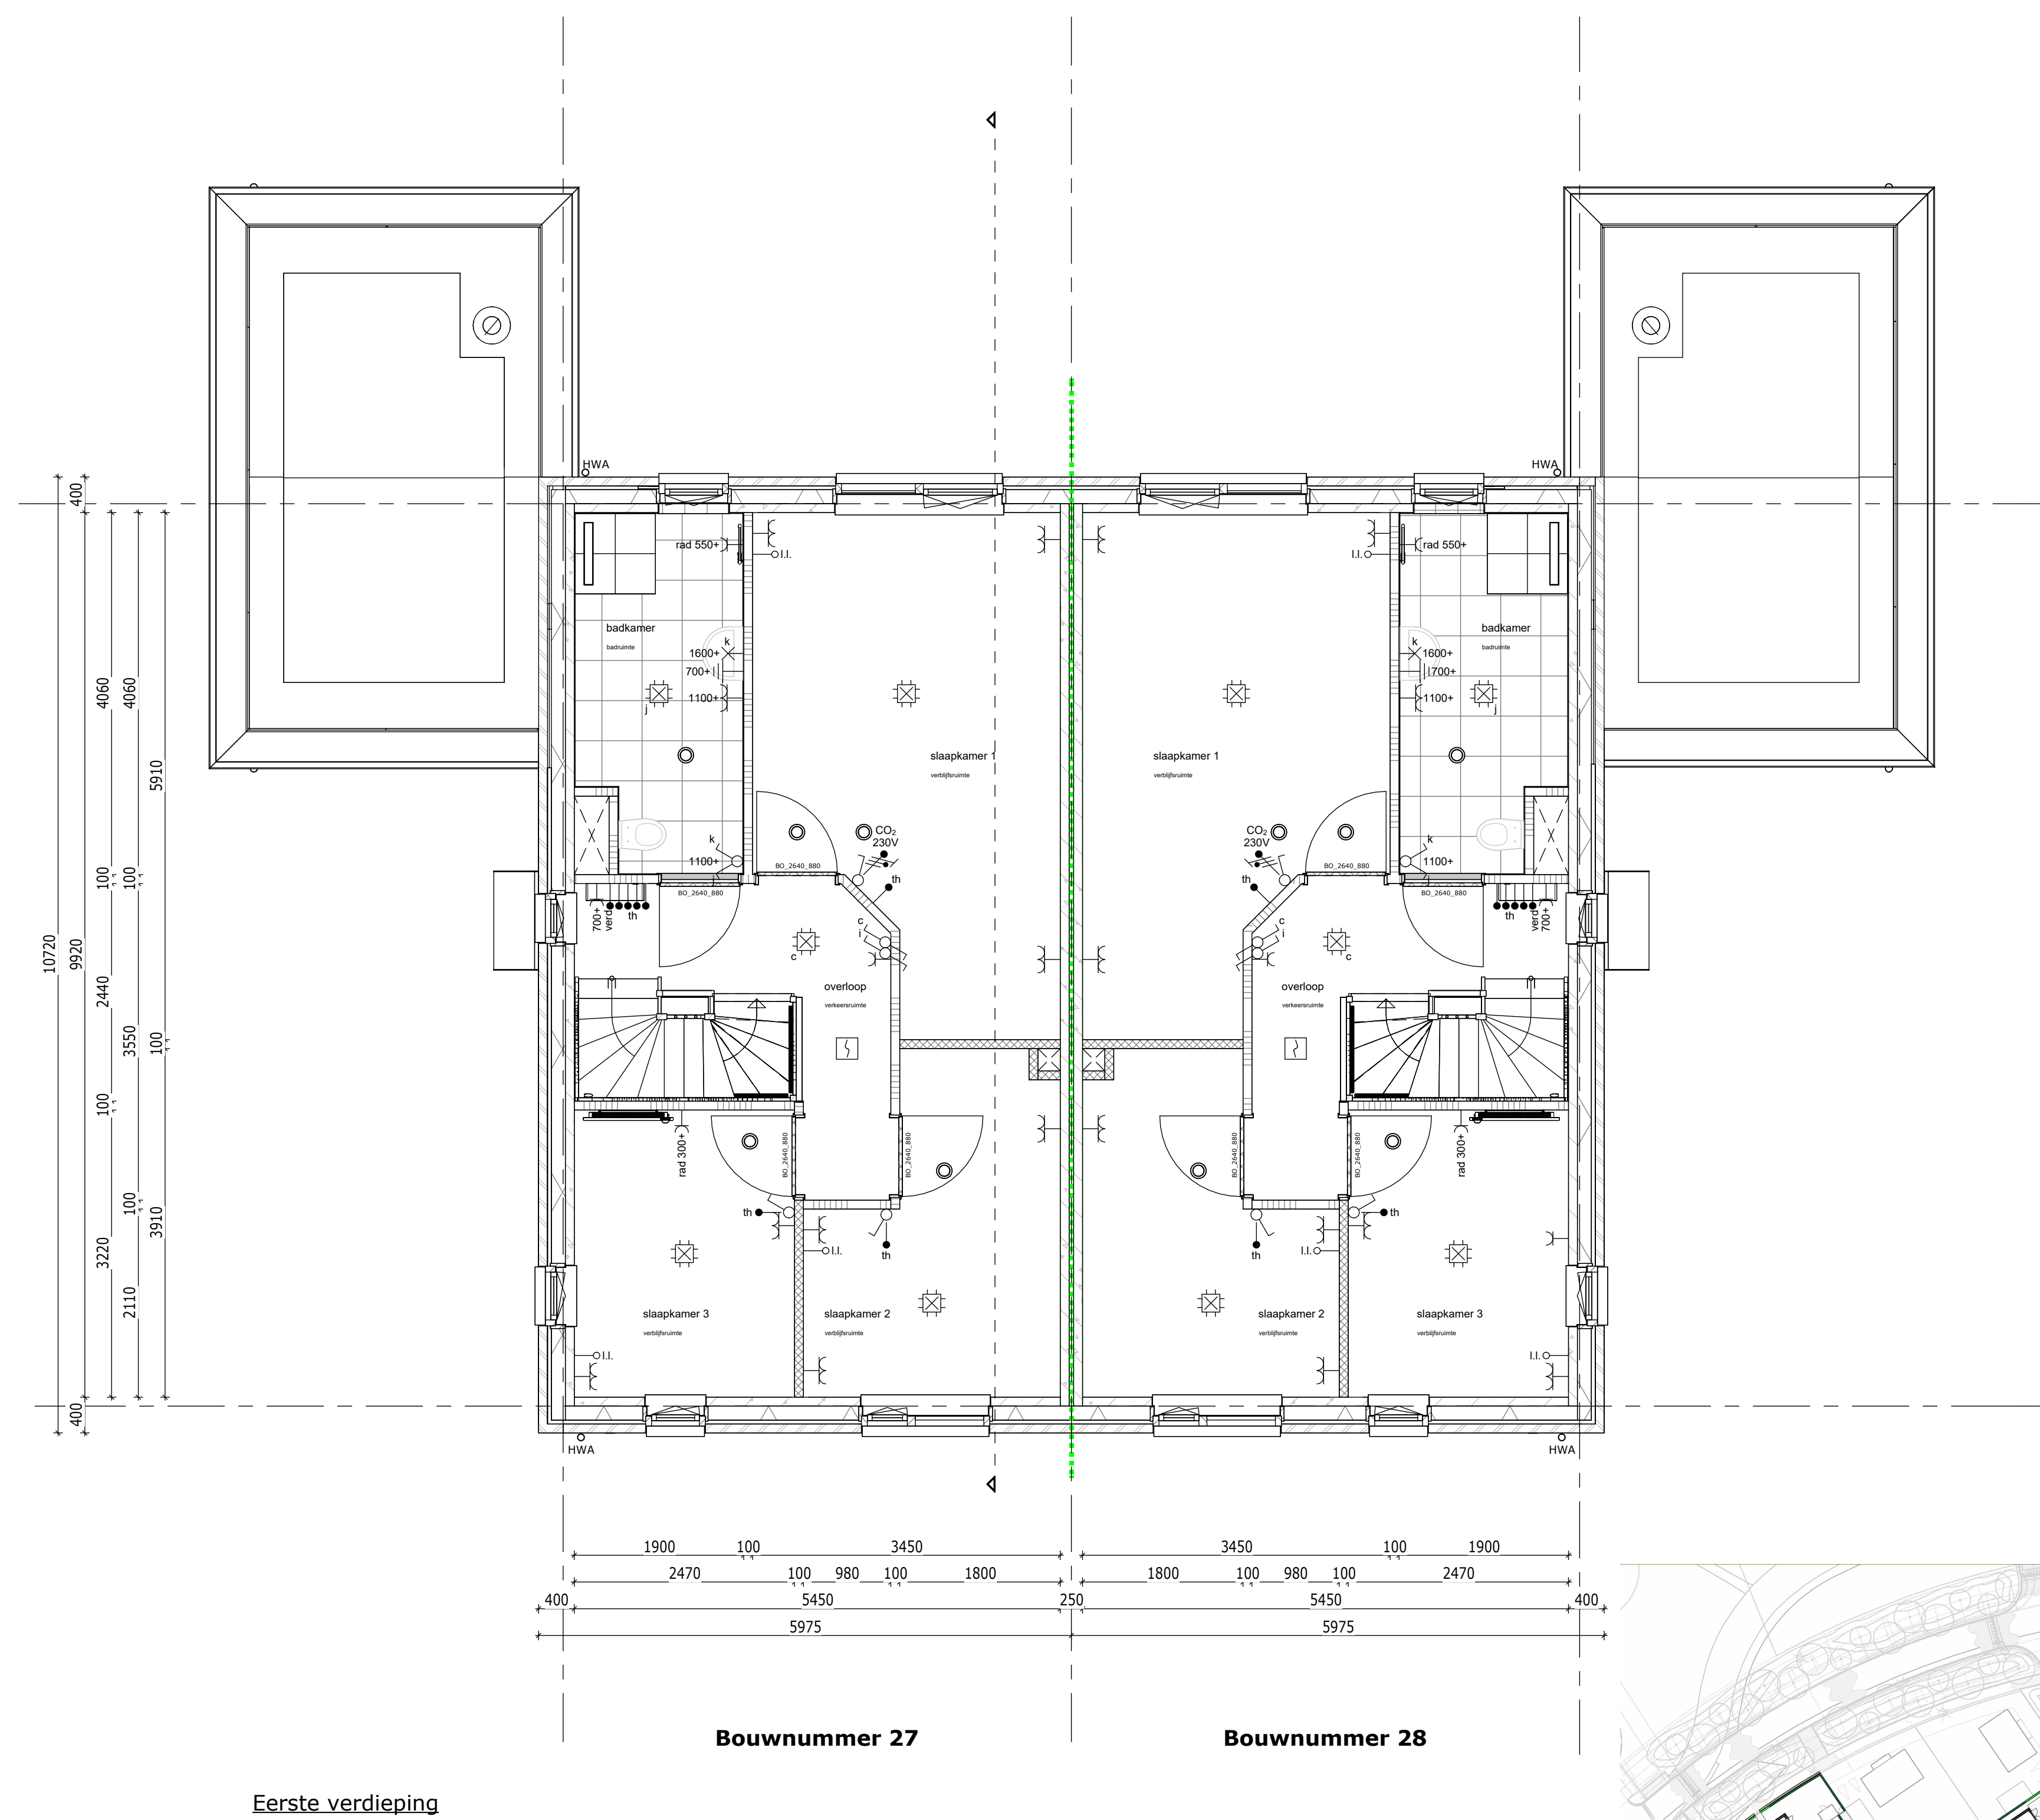 HWA
HWA
400
rad 550+
l.l.
l.l.
rad 550+
badkamer
badruimte
k
1600+
700+
1100+
j
k
1600+
700+
1100+
j
badkamer
badruimte
4060
4060
5910
slaapkamer 1
verblijfsruimte
slaapkamer 1
verblijfsruimte
k
1100+
j
BO_2640_880
BO_2640_880
CO₂
230V
th
CO₂
230V
th
BO_2640_880
BO_2640_880
k
1100+
j
100
100
700+
verd
th
c
i
c
c
i
c
th
verd
700+
10720
9920
2440
3550
100
overloop
verkeersruimte
overloop
verkeersruimte
100
rad 300+
BO_2640_880
BO_2640_880
BO_2640_880
BO_2640_880
rad 300+
100
3910
3220
th
l.l.
th
th
l.l.
th
2110
slaapkamer 3
verblijfsruimte
slaapkamer 2
verblijfsruimte
slaapkamer 2
verblijfsruimte
slaapkamer 3
verblijfsruimte
l.l.
l.l.
400
HWA
HWA
1900 100 3450 3450 100 1900
2470 100 980 100 1800 1800 100 980 100 2470
400 5450 250 5450 400
5975 5975
Bouwnummer 27 Bouwnummer 28
Eerste verdieping